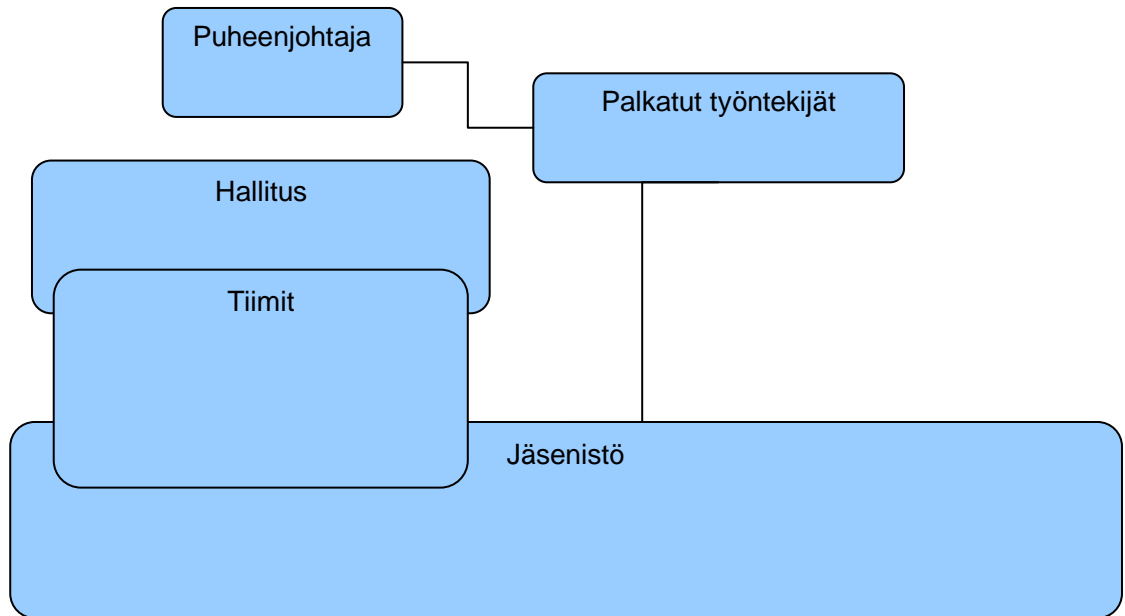 Puheenjohtaja
Palkatut työntekijät
Hallitus
Tiimit
Jäsenistö